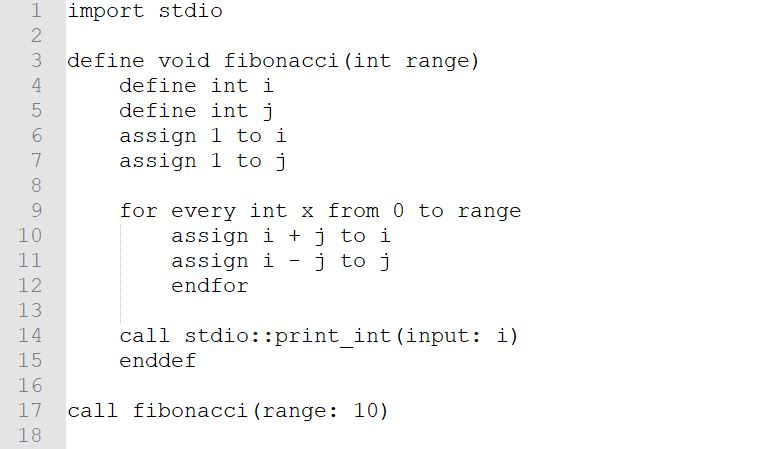 1 import stdio
2
3 define void fibonacci(int range)
4     define int i
5     define int j
6     assign 1 to i
7     assign 1 to j
8
9     for every int x from 0 to range
10         assign i + j to i
11         assign i - j to j
12         endfor
13
14     call stdio::print_int(input: i)
15     enddef
16
17 call fibonacci(range: 10)
18